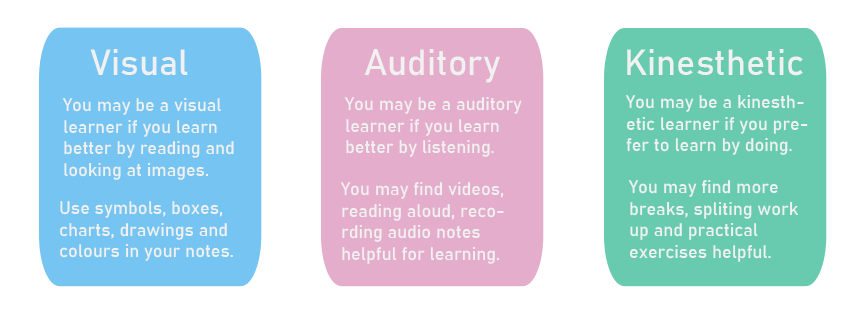 Visual
You may be a visual
learner if you learn
better by reading and
looking at images.
Use symbols, boxes,
charts, drawings and
colours in your notes.
Auditory
You may be a auditory
learner if you learn
better by listening.
You may find videos,
reading aloud, reco-
rding audio notes
helpful for learning.
Kinesthetic
You may be a kinesth-
etic learner if you pre-
fer to learn by doing.
You may find more
breaks, spliting work
up and practical
exercises helpful.